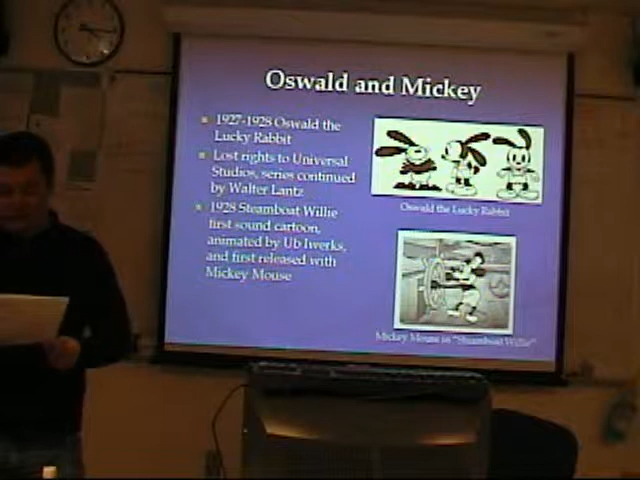 Oswald and Mickey
1927-1928 Oswald the
Lucky Rabbit
Lost rights to Universal
Studios, series continued
by Walter Lantz
1928 Steamboat Willie
first sound cartoon,
animated by Ub Iwerks,
and first released with
Mickey Mouse
Oswald the Lucky Rabbit
Mickey Mouse in "Steamboat Willie"